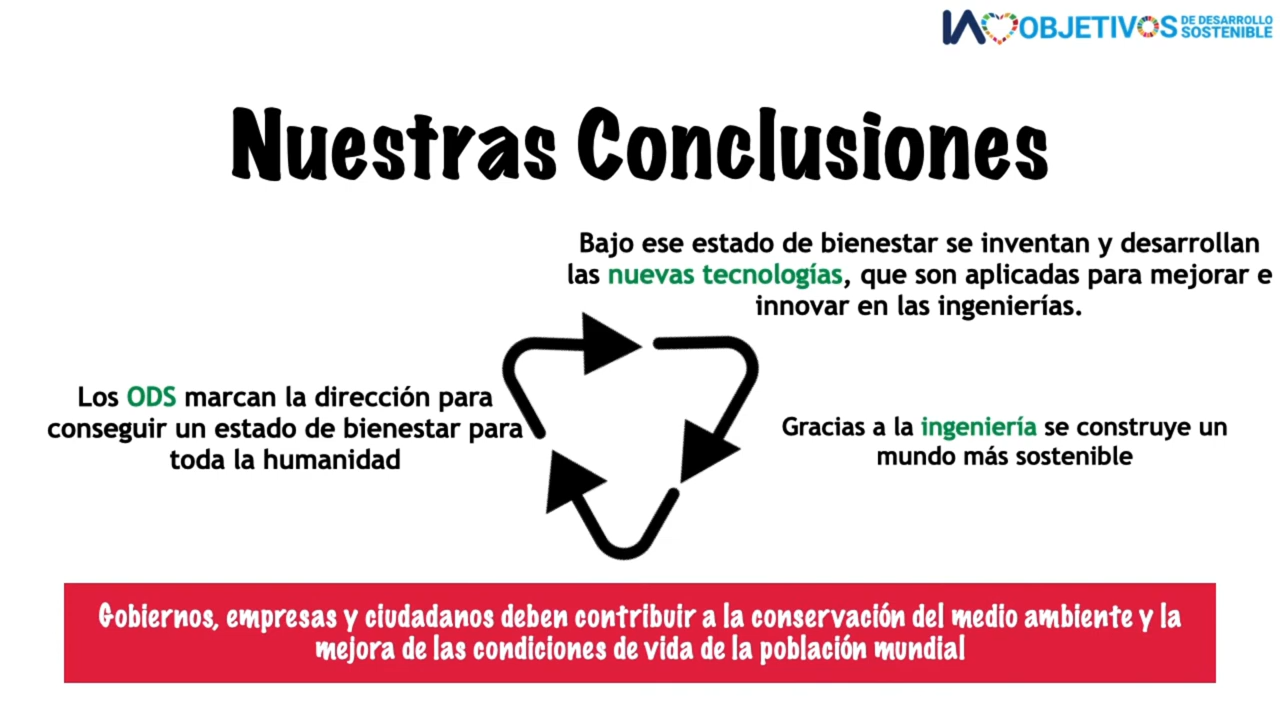 IA OBJETIVOS DE DESARROLLO
SOSTENIBLE
Nuestras Conclusiones
Bajo ese estado de bienestar se inventan y desarrollan
las nuevas tecnologías, que son aplicadas para mejorar e
innovar en las ingenierías.
Los ODS marcan la dirección para
conseguir un estado de bienestar para
toda la humanidad
Gracias a la ingeniería se construye un
mundo más sostenible
Gobiernos, empresas y ciudadanos deben contribuir a la conservación del medio ambiente y la
mejora de las condiciones de vida de la población mundial